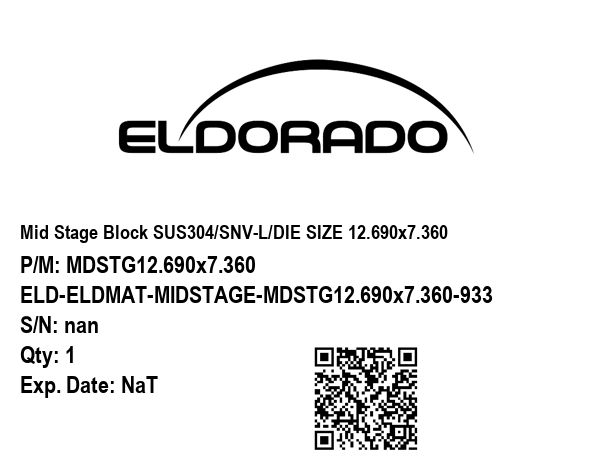 ELDORADO
Mid Stage Block SUS304/SNV-L/DIE SIZE 12.690x7.360
P/M: MDSTG12.690x7.360
ELD-ELDMAT-MIDSTAGE-MDSTG12.690x7.360-933
S/N: nan
Qty: 1
Exp. Date: NaT